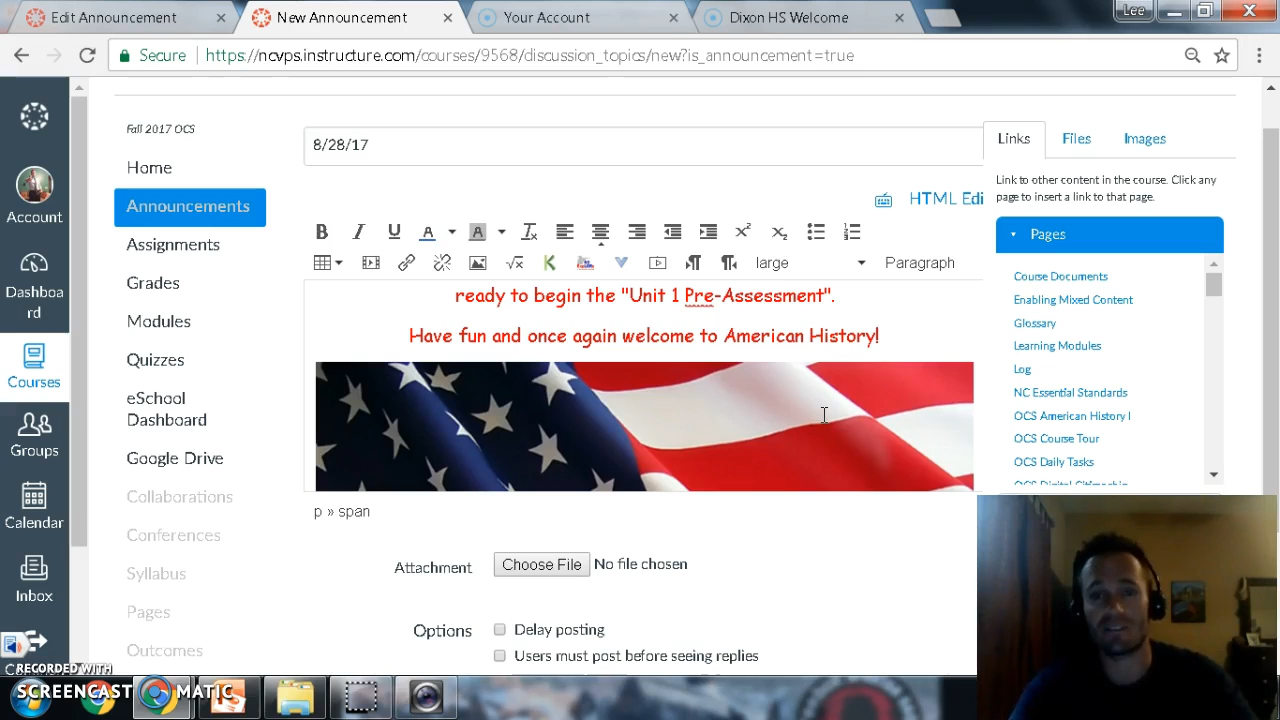 Edit Announcement
New Announcement
Your Account
Dixon HS Welcome
Lee
Secure
https://ncvps.instructure.com/courses/9568/discussion_topics/new?is_announcement=true
Account
Dashboa
rd
Courses
Groups
Calendar
Inbox
Fall 2017 OCS
Home
Announcements
Assignments
Grades
Modules
Quizzes
eSchool
Dashboard
Google Drive
Collaborations
Conferences
Syllabus
Pages
Outcomes
8/28/17
HTML Edi
B I U A A
large
Paragraph
ready to begin the "Unit 1 Pre-Assessment".
Have fun and once again welcome to American History!
p » span
Attachment
Choose File No file chosen
Options
Delay posting
Users must post before seeing replies
Links
Files
Images
Link to other content in the course. Click any
page to insert a link to that page.
Pages
Course Documents
Enabling Mixed Content
Glossary
Learning Modules
Log
NC Essential Standards
OCS American History I
OCS Course Tour
OCS Daily Tasks
OCS Digital Citizenship
RECORDED WITH
SCREENCAST MATIC